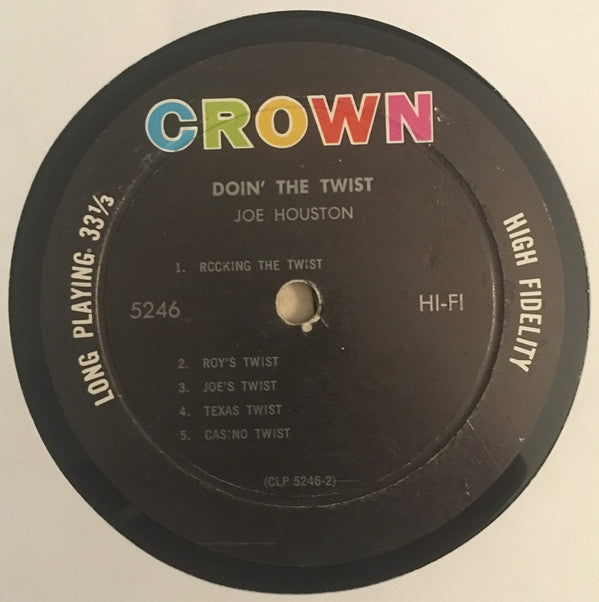 CROWN
DOIN' THE TWIST
JOE HOUSTON
LONG PLAYING 33⅓
HIGH FIDELITY
1. ROCKING THE TWIST
5246
HI-FI
2. ROY'S TWIST
3. JOE'S TWIST
4. TEXAS TWIST
5. CASINO TWIST
(CLP 5246-2)